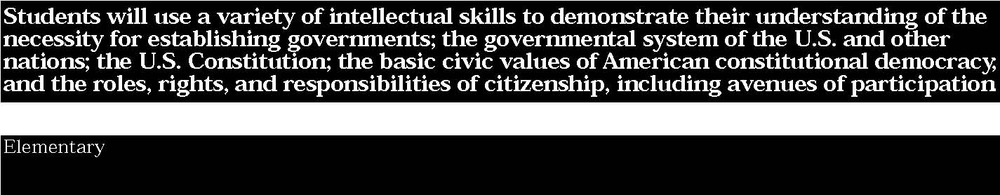 Students will use a variety of intellectual skills to demonstrate their understanding of the
necessity for establishing governments; the governmental system of the U.S. and other
nations; the U.S. Constitution; the basic civic values of American constitutional democracy;
and the roles, rights, and responsibilities of citizenship, including avenues of participation
Elementary